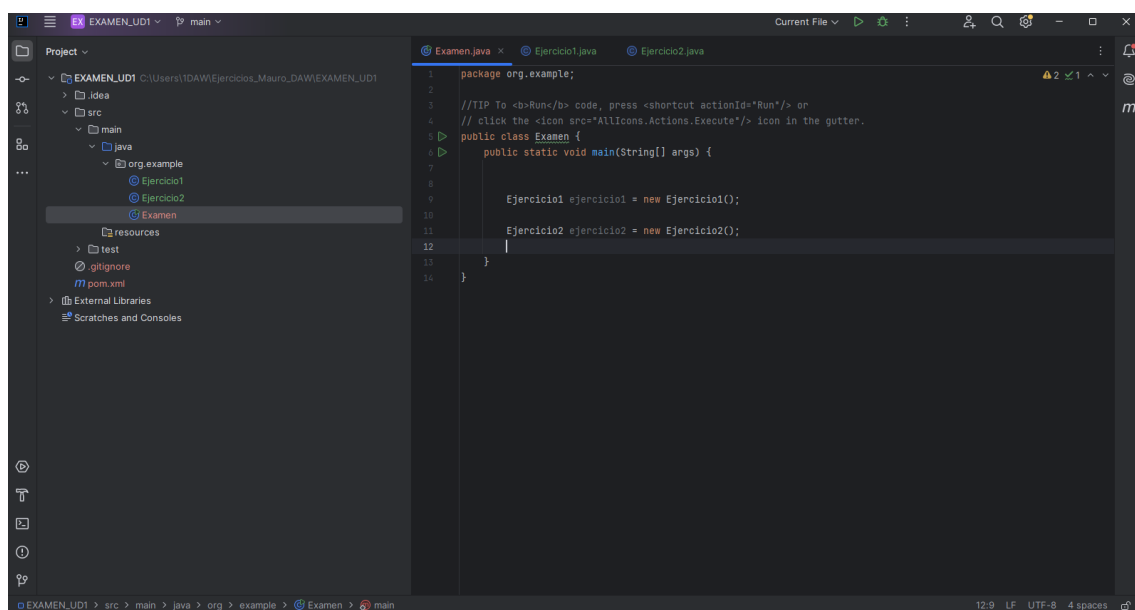 EX EXAMEN_UD1 main Current File
Project
Examen.java Ejercicio1.java Ejercicio2.java
EXAMEN_UD1 C:\Users\1DAW\Ejercicios_Mauro_DAW\EXAMEN_UD1
.idea
src
main
java
org.example
Ejercicio1
Ejercicio2
Examen
resources
test
.gitignore
m pom.xml
External Libraries
Scratches and Consoles
2 1
1 package org.example;
2
3 //TIP To <b>Run</b> code, press <shortcut actionId="Run"/> or
4 // click the <icon src="AllIcons.Actions.Execute"/> icon in the gutter.
5 public class Examen {
6 public static void main(String[] args) {
7
8
9 Ejercicio1 ejercicio1 = new Ejercicio1();
10
11 Ejercicio2 ejercicio2 = new Ejercicio2();
12
13 }
14 }
m
EXAMEN_UD1 > src > main > java > org > example > Examen > main 12:9 LF UTF-8 4 spaces